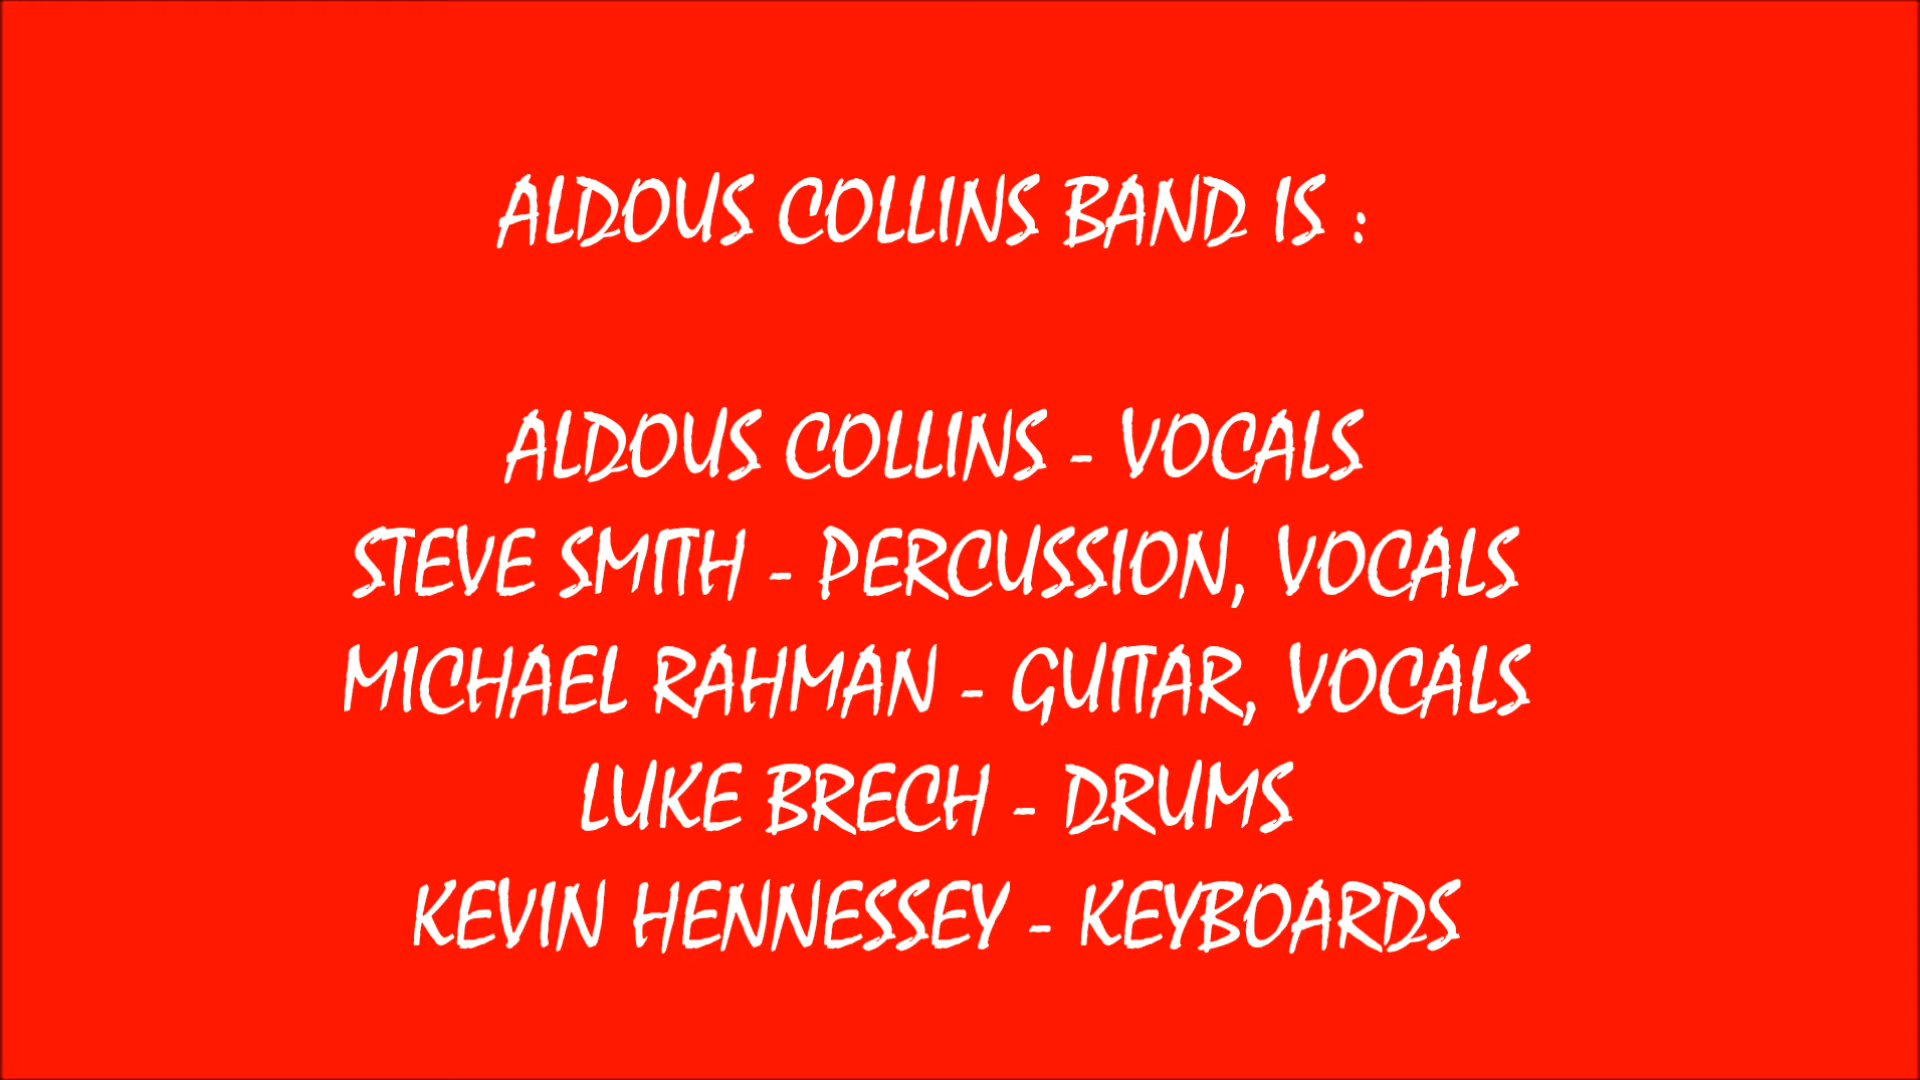 ALDOUS COLLINS BAND IS :
ALDOUS COLLINS - VOCALS
STEVE SMITH - PERCUSSION, VOCALS
MICHAEL RAHMAN - GUITAR, VOCALS
LUKE BRECH - DRUMS
KEVIN HENNESSEY - KEYBOARDS